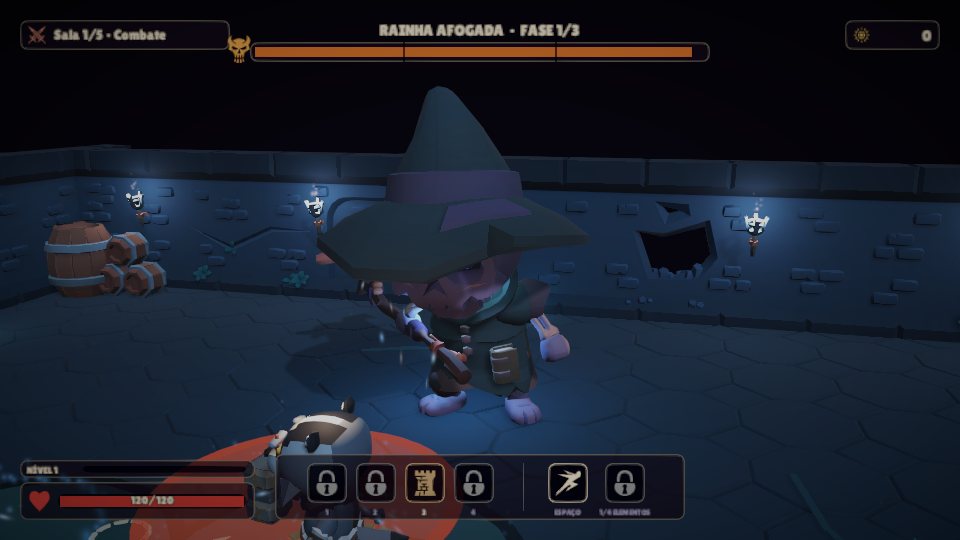 Sala 1/5 · Combate
RAINHA AFOGADA · FASE 1/3
0
NÍVEL 1
120/120
1
2
3
4
ESPAÇO
1/4 ELEMENTOS